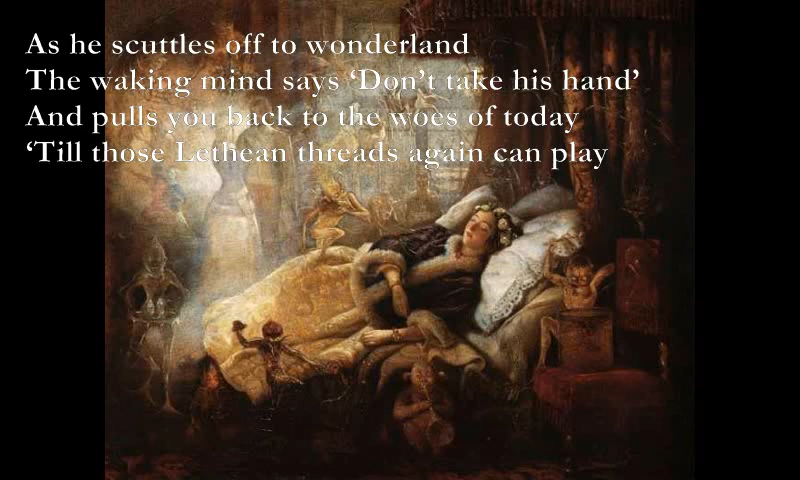 As he scuttles off to wonderland
The waking mind says ‘Don’t take his hand’
And pulls you back to the woes of today
‘Till those Lethean threads again can play